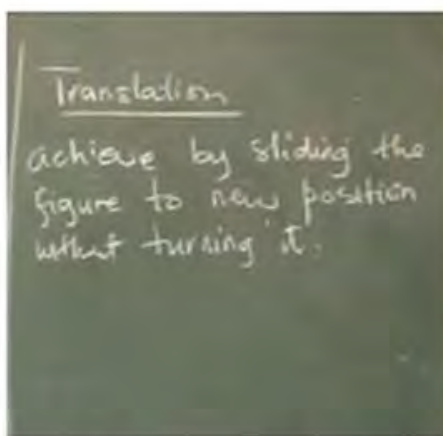 Translation
achieve by sliding the
figure to new position
without turning it.